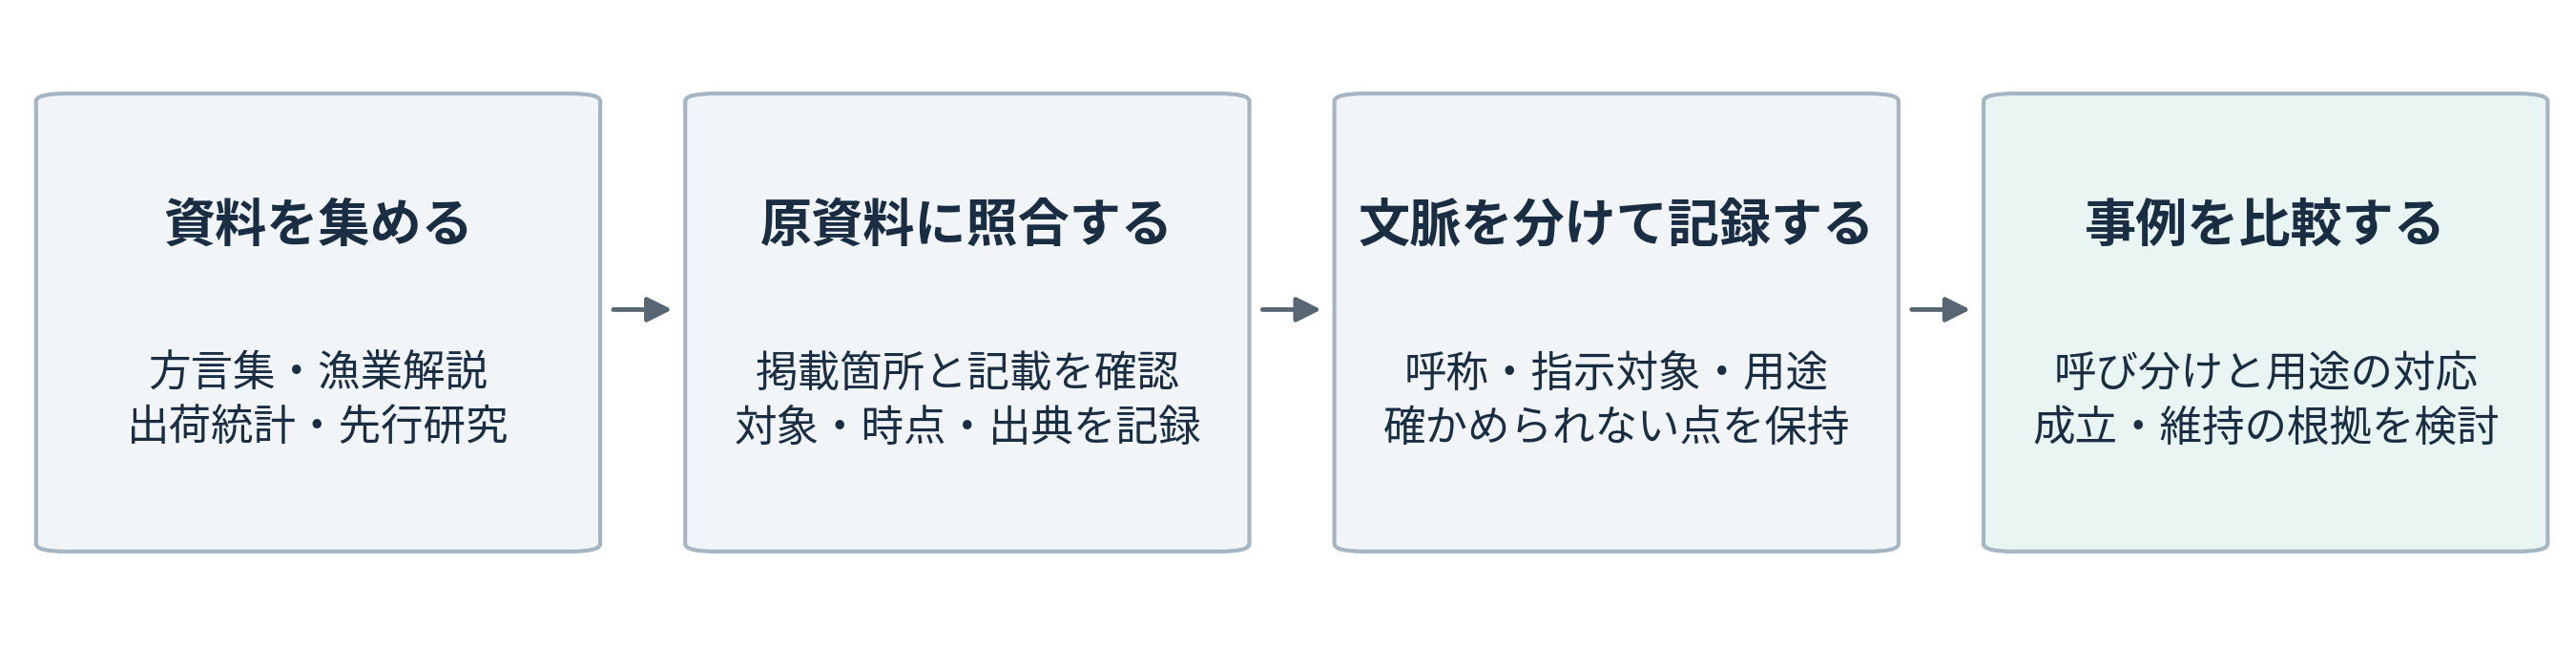 資料を集める
方言集・漁業解説
出荷統計・先行研究
原資料に照合する
掲載箇所と記載を確認
対象・時点・出典を記録
文脈を分けて記録する
呼称・指示対象・用途
確かめられない点を保持
事例を比較する
呼び分けと用途の対応
成立・維持の根拠を検討